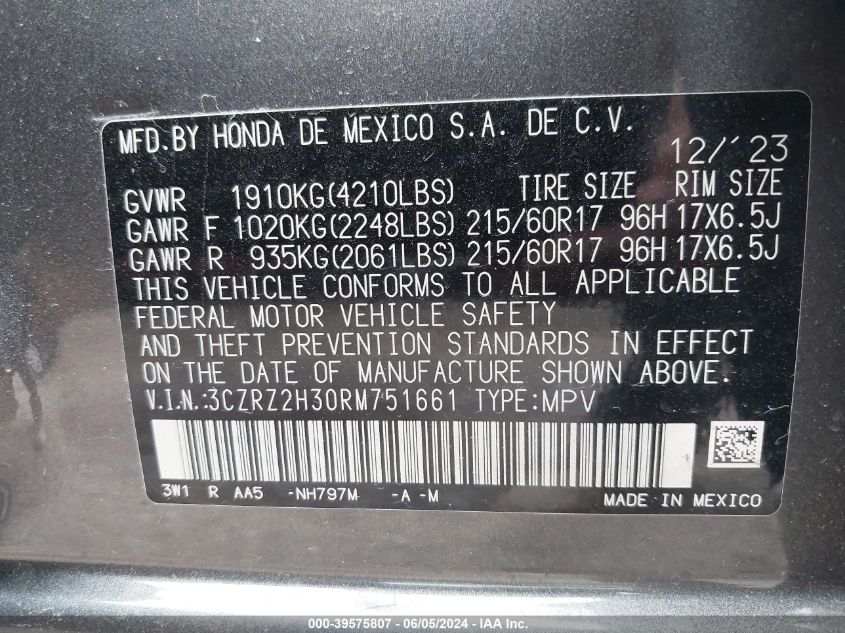 MFD.BY HONDA DE MEXICO S.A. DE C.V.
12/'23
GVWR 1910KG(4210LBS) TIRE SIZE RIM SIZE
GAWR F 1020KG(2248LBS) 215/60R17 96H 17X6.5J
GAWR R 935KG(2061LBS) 215/60R17 96H 17X6.5J
THIS VEHICLE CONFORMS TO ALL APPLICABLE
FEDERAL MOTOR VEHICLE SAFETY
AND THEFT PREVENTION STANDARDS IN EFFECT
ON THE DATE OF MANUFACTURE SHOWN ABOVE.
V.I.N.:3CZRZ2H30RM751661 TYPE:MPV
3W1 R AA5 -NH797M -A -M MADE IN MEXICO
000-39575807 - 06/05/2024 - IAA Inc.